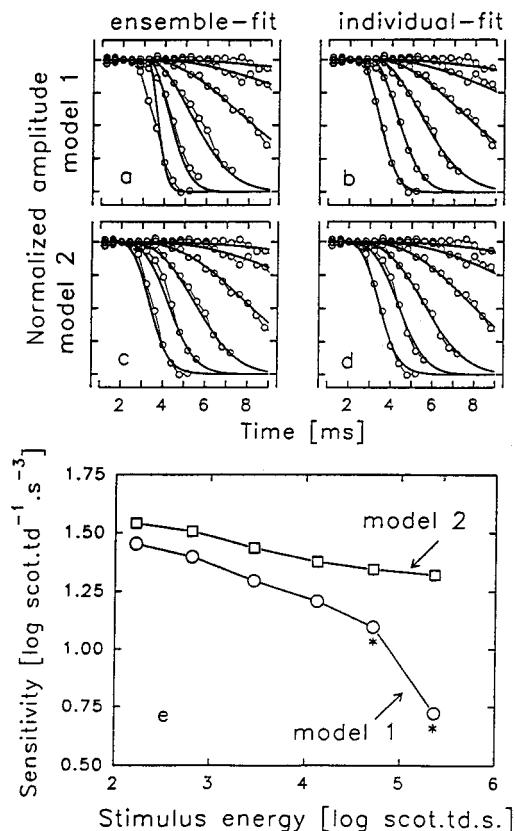 ensemble-fit individual-fit
Normalized amplitude
model 1
model 2
a
b
c
d
2 4 6 8
2 4 6 8
Time [ms]
Sensitivity [log scot.td⁻¹.s⁻³]
1.75
1.50
1.25
1.00
0.75
0.50
model 2
model 1
*
*
e
2 3 4 5 6
Stimulus energy [log scot.td.s.]